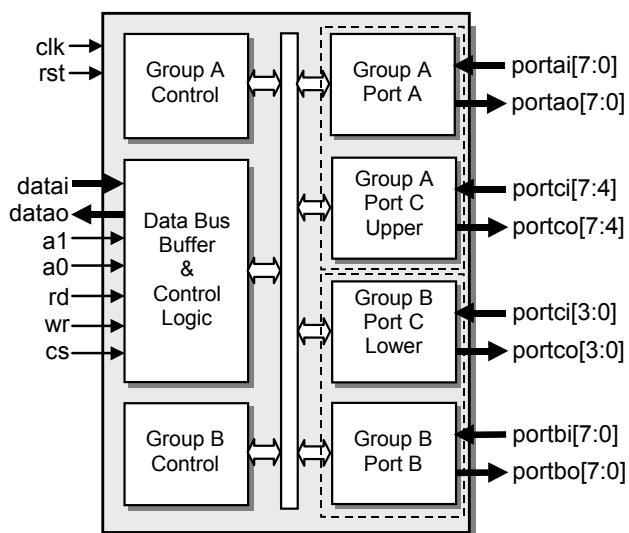 clk
rst
Group A
Control
Group A
Port A
portai[7:0]
portao[7:0]
datai
datao
a1
a0
rd
wr
cs
Data Bus
Buffer
&
Control
Logic
Group A
Port C
Upper
portci[7:4]
portco[7:4]
Group B
Port C
Lower
portci[3:0]
portco[3:0]
Group B
Control
Group B
Port B
portbi[7:0]
portbo[7:0]